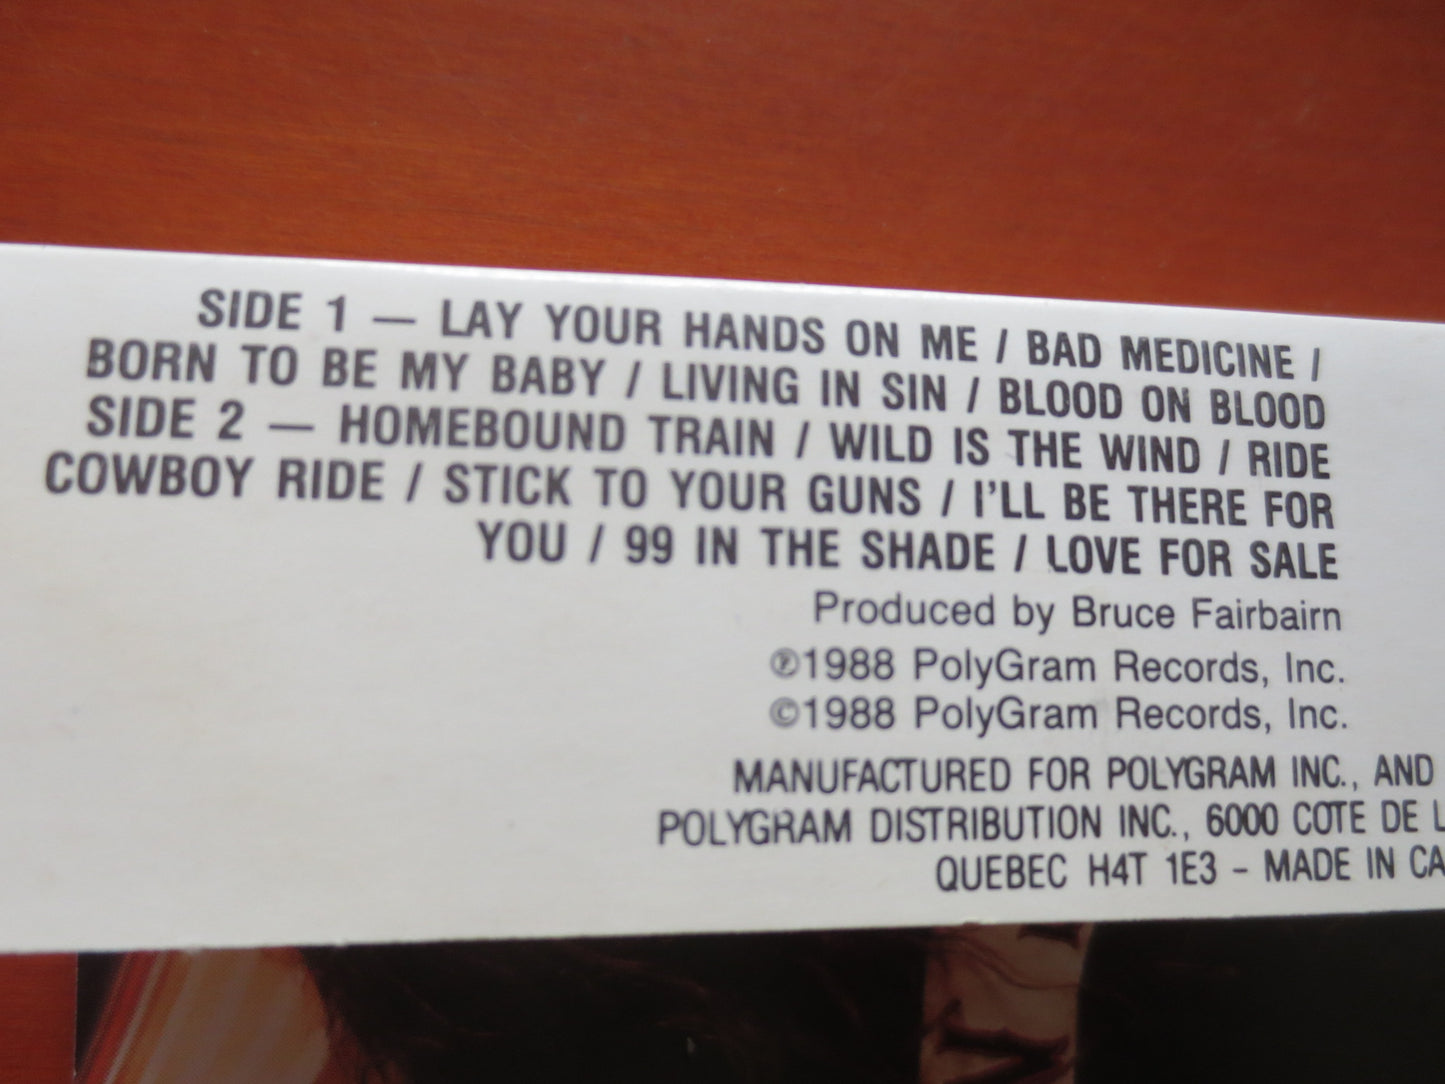 SIDE 1 — LAY YOUR HANDS ON ME / BAD MEDICINE /
BORN TO BE MY BABY / LIVING IN SIN / BLOOD ON BLOOD
SIDE 2 — HOMEBOUND TRAIN / WILD IS THE WIND / RIDE
COWBOY RIDE / STICK TO YOUR GUNS / I'LL BE THERE FOR
YOU / 99 IN THE SHADE / LOVE FOR SALE
Produced by Bruce Fairbairn
℗1988 PolyGram Records, Inc.
©1988 PolyGram Records, Inc.
MANUFACTURED FOR POLYGRAM INC., AND
POLYGRAM DISTRIBUTION INC., 6000 COTE DE
QUEBEC H4T 1E3 - MADE IN